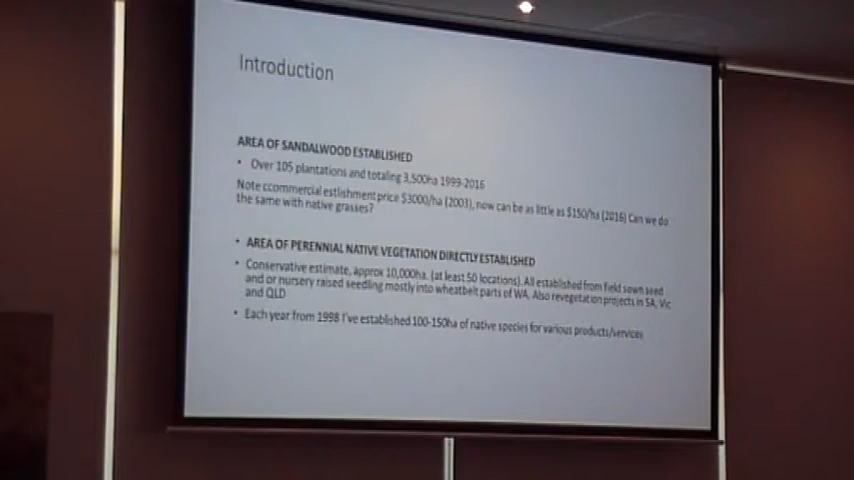 Introduction
AREA OF SANDALWOOD ESTABLISHED
• Over 105 plantations and totaling 3,500ha 1999-2016
Note ccommercial estlishment price $3000/ha (2003), now can be as little as $150/ha (2016) Can we do
the same with native grasses?
• AREA OF PERENNIAL NATIVE VEGETATION DIRECTLY ESTABLISHED
• Conservative estimate, approx 10,000ha. (at least 50 locations). All established from field sown seed
and or nursery raised seedling mostly into wheatbelt parts of WA. Also revegetation projects in SA, Vic
and QLD
• Each year from 1998 I've established 100-150ha of native species for various products/services